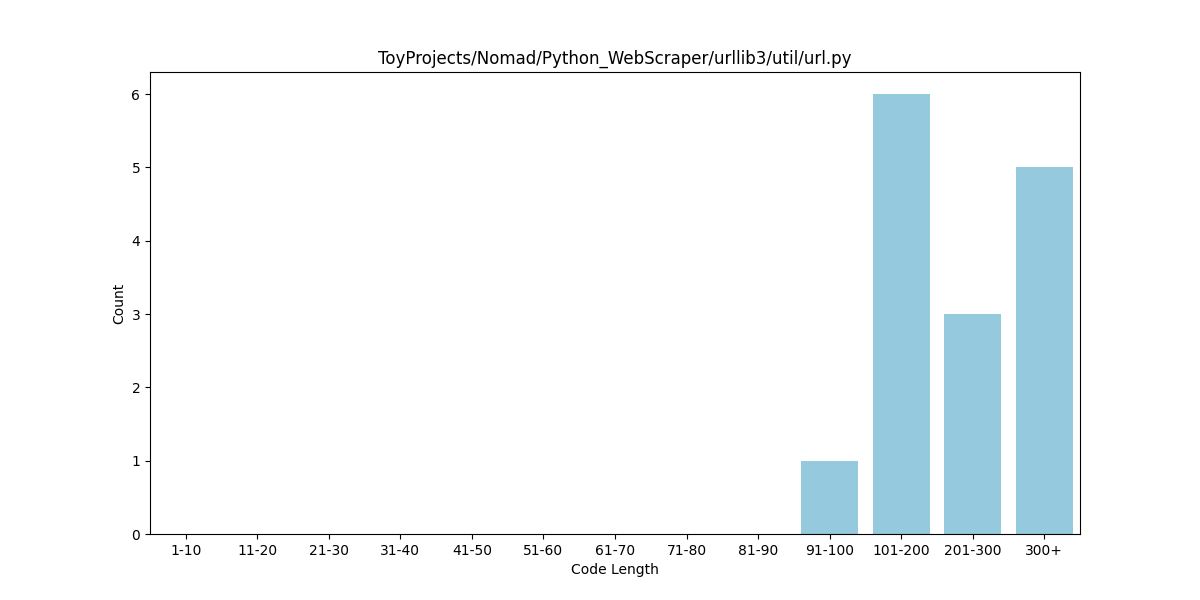 ToyProjects/Nomad/Python_WebScraper/urllib3/util/url.py
6
5
4
3
2
1
0
Count
1-10 11-20 21-30 31-40 41-50 51-60 61-70 71-80 81-90 91-100 101-200 201-300 300+
Code Length